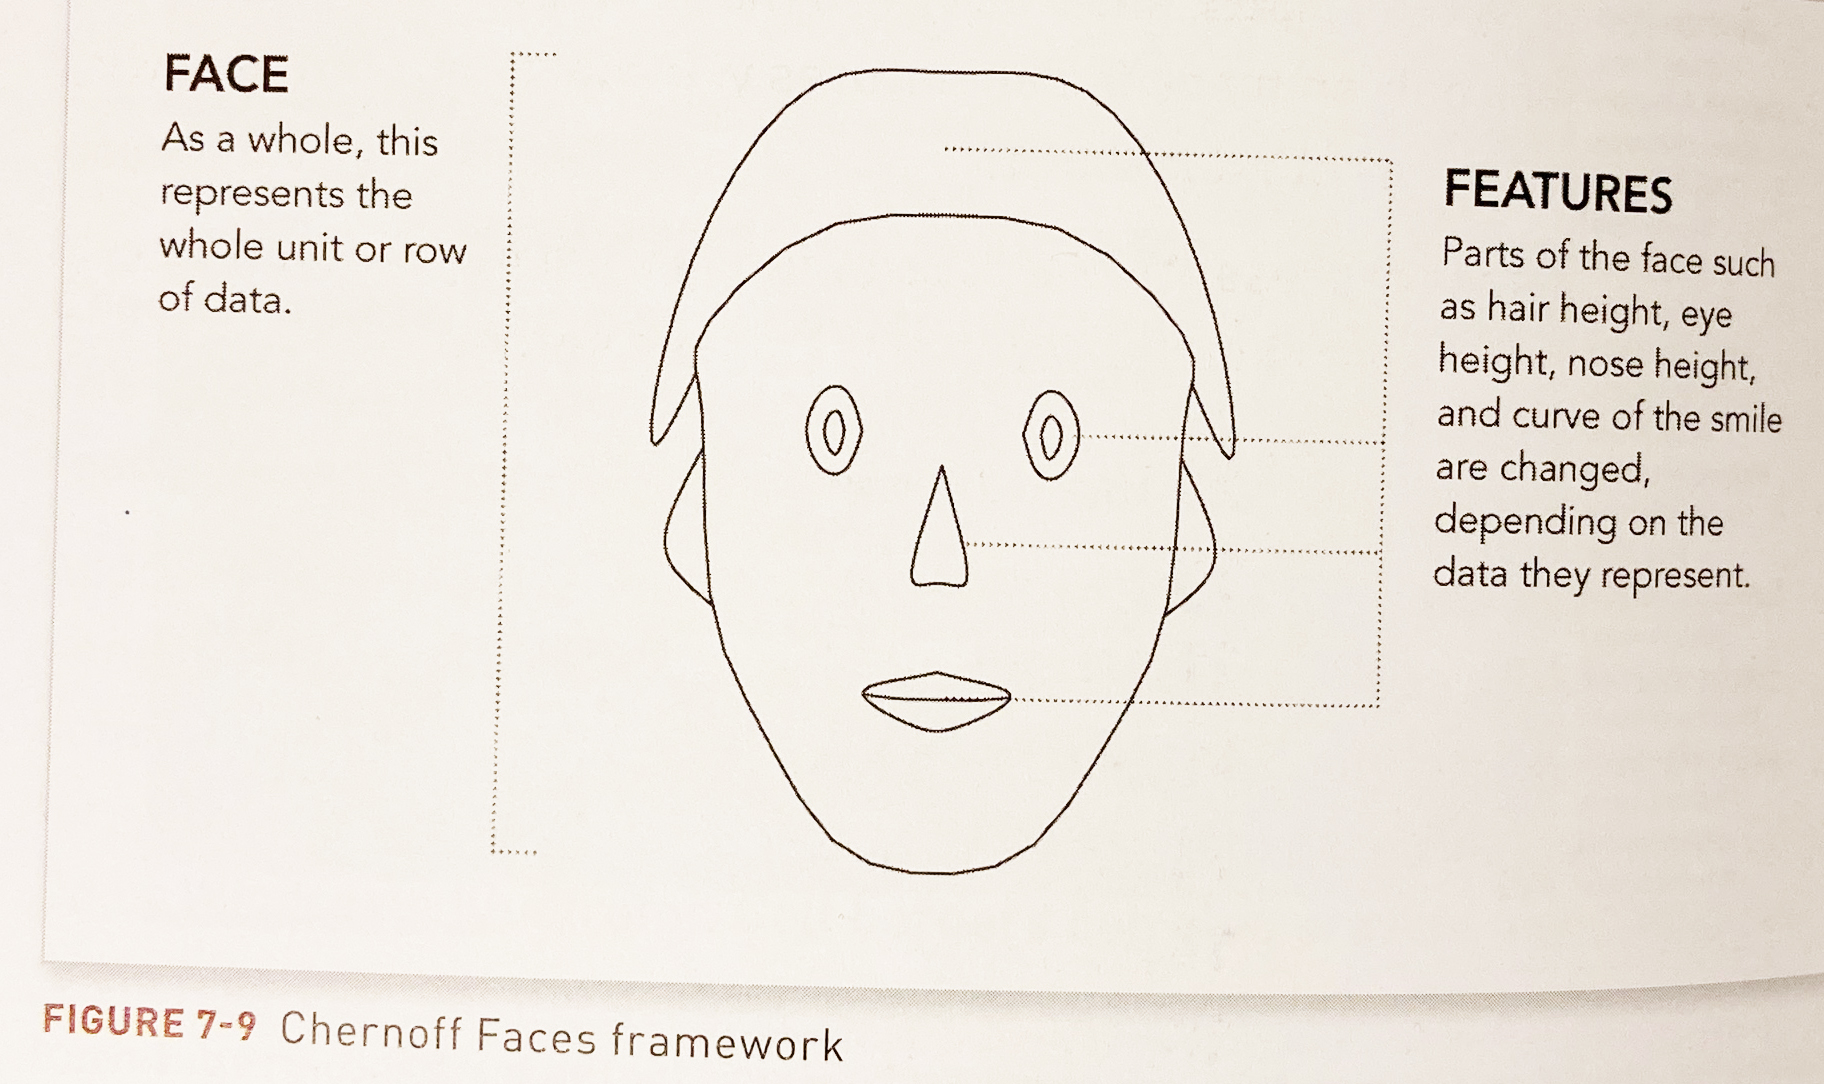 FACE
As a whole, this
represents the
whole unit or row
of data.
FEATURES
Parts of the face such
as hair height, eye
height, nose height,
and curve of the smile
are changed,
depending on the
data they represent.
FIGURE 7-9 Chernoff Faces framework